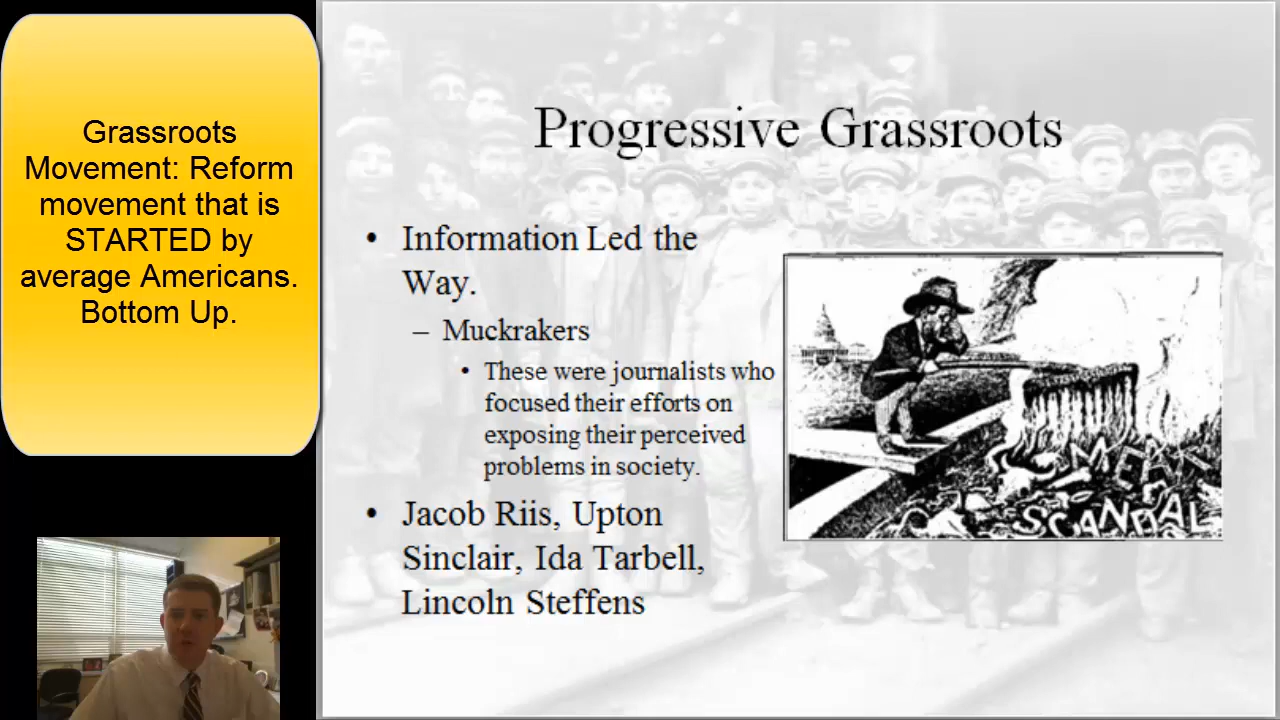 Grassroots
Movement: Reform
movement that is
STARTED by
average Americans.
Bottom Up.
Progressive Grassroots
• Information Led the
Way.
– Muckrakers
• These were journalists who
focused their efforts on
exposing their perceived
problems in society.
• Jacob Riis, Upton
Sinclair, Ida Tarbell,
Lincoln Steffens
MEAT
SCANDAL